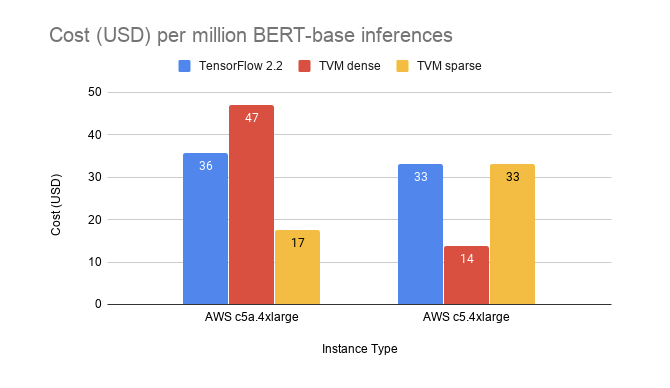 Cost (USD) per million BERT-base inferences
TensorFlow 2.2 TVM dense TVM sparse
50
40
30
20
10
0
Cost (USD)
36 47 17 33 14 33
AWS c5a.4xlarge AWS c5.4xlarge
Instance Type